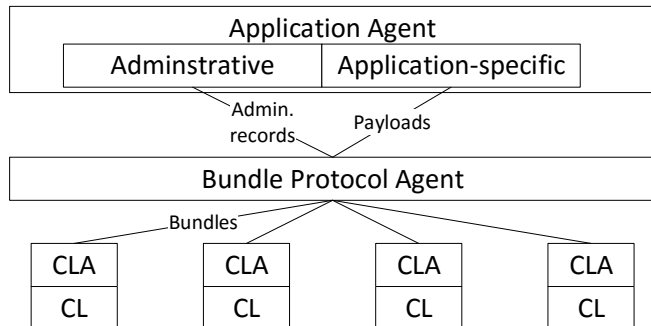 Application Agent
Adminstrative
Application-specific
Admin.
records
Payloads
Bundle Protocol Agent
Bundles
CLA
CLA
CLA
CLA
CL
CL
CL
CL